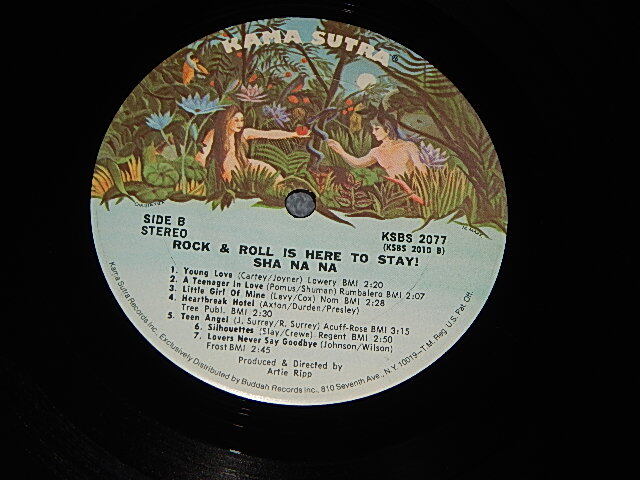 KAMA SUTRA®
SIDE B
STEREO
KSBS 2077
(KSBS 2010 B)
ROCK & ROLL IS HERE TO STAY!
SHA NA NA
1. Young Love (Cartey/Joyner) Lowery BMI 2:20
2. A Teenager in Love (Pomus/Shuman) Rumbalero BMI 2:07
3. Little Girl Of Mine (Levy/Cox) Nom BMI 2:28
4. Heartbreak Hotel (Axton/Durden/Presley)
Tree Publ. BMI 2:30
5. Teen Angel (J. Surrey/R. Surrey) Acuff-Rose BMI 3:15
6. Silhouettes (Slay/Crewe) Regent BMI 2:50
7. Lovers Never Say Goodbye (Johnson/Wilson)
Frost BMI 2:45
Produced & Directed by
Artie Ripp
Kama Sutra Records Inc. Exclusively Distributed by Buddah Records Inc., 810 Seventh Ave., N.Y. 10019—T.M. Reg. U.S. Pat. Off.